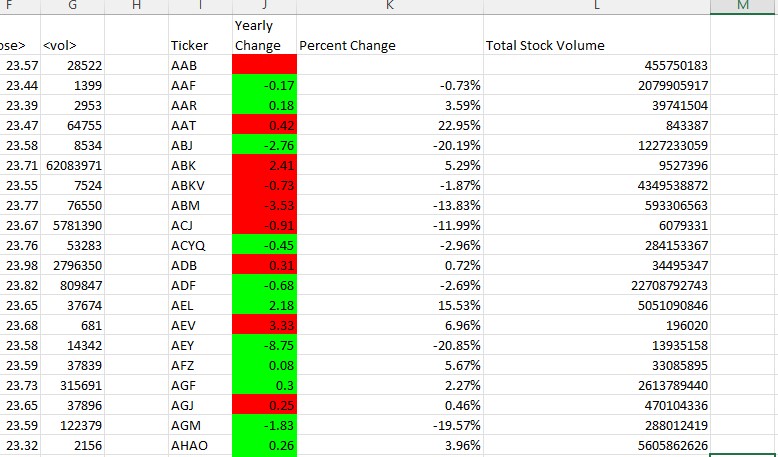 F G H I J K L M
Yearly
ose> <vol> Ticker Change Percent Change Total Stock Volume
23.57 28522 AAB 455750183
23.44 1399 AAF -0.17 -0.73% 2079905917
23.39 2953 AAR 0.18 3.59% 39741504
23.47 64755 AAT 0.42 22.95% 843387
23.58 8534 ABJ -2.76 -20.19% 1227233059
23.71 62083971 ABK 2.41 5.29% 9527396
23.55 7524 ABKV -0.73 -1.87% 4349538872
23.77 76550 ABM -3.53 -13.83% 593306563
23.67 5781390 ACJ -0.91 -11.99% 6079331
23.76 53283 ACYQ -0.45 -2.96% 284153367
23.98 2796350 ADB 0.31 0.72% 34495347
23.82 809847 ADF -0.68 -2.69% 22708792743
23.65 37674 AEL 2.18 15.53% 5051090846
23.68 681 AEV 3.33 6.96% 196020
23.58 14342 AEY -8.75 -20.85% 13935158
23.59 37839 AFZ 0.08 5.67% 33085895
23.73 315691 AGF 0.3 2.27% 2613789440
23.65 37896 AGJ 0.25 0.46% 470104336
23.59 122379 AGM -1.83 -19.57% 288012419
23.32 2156 AHAO 0.26 3.96% 5605862626